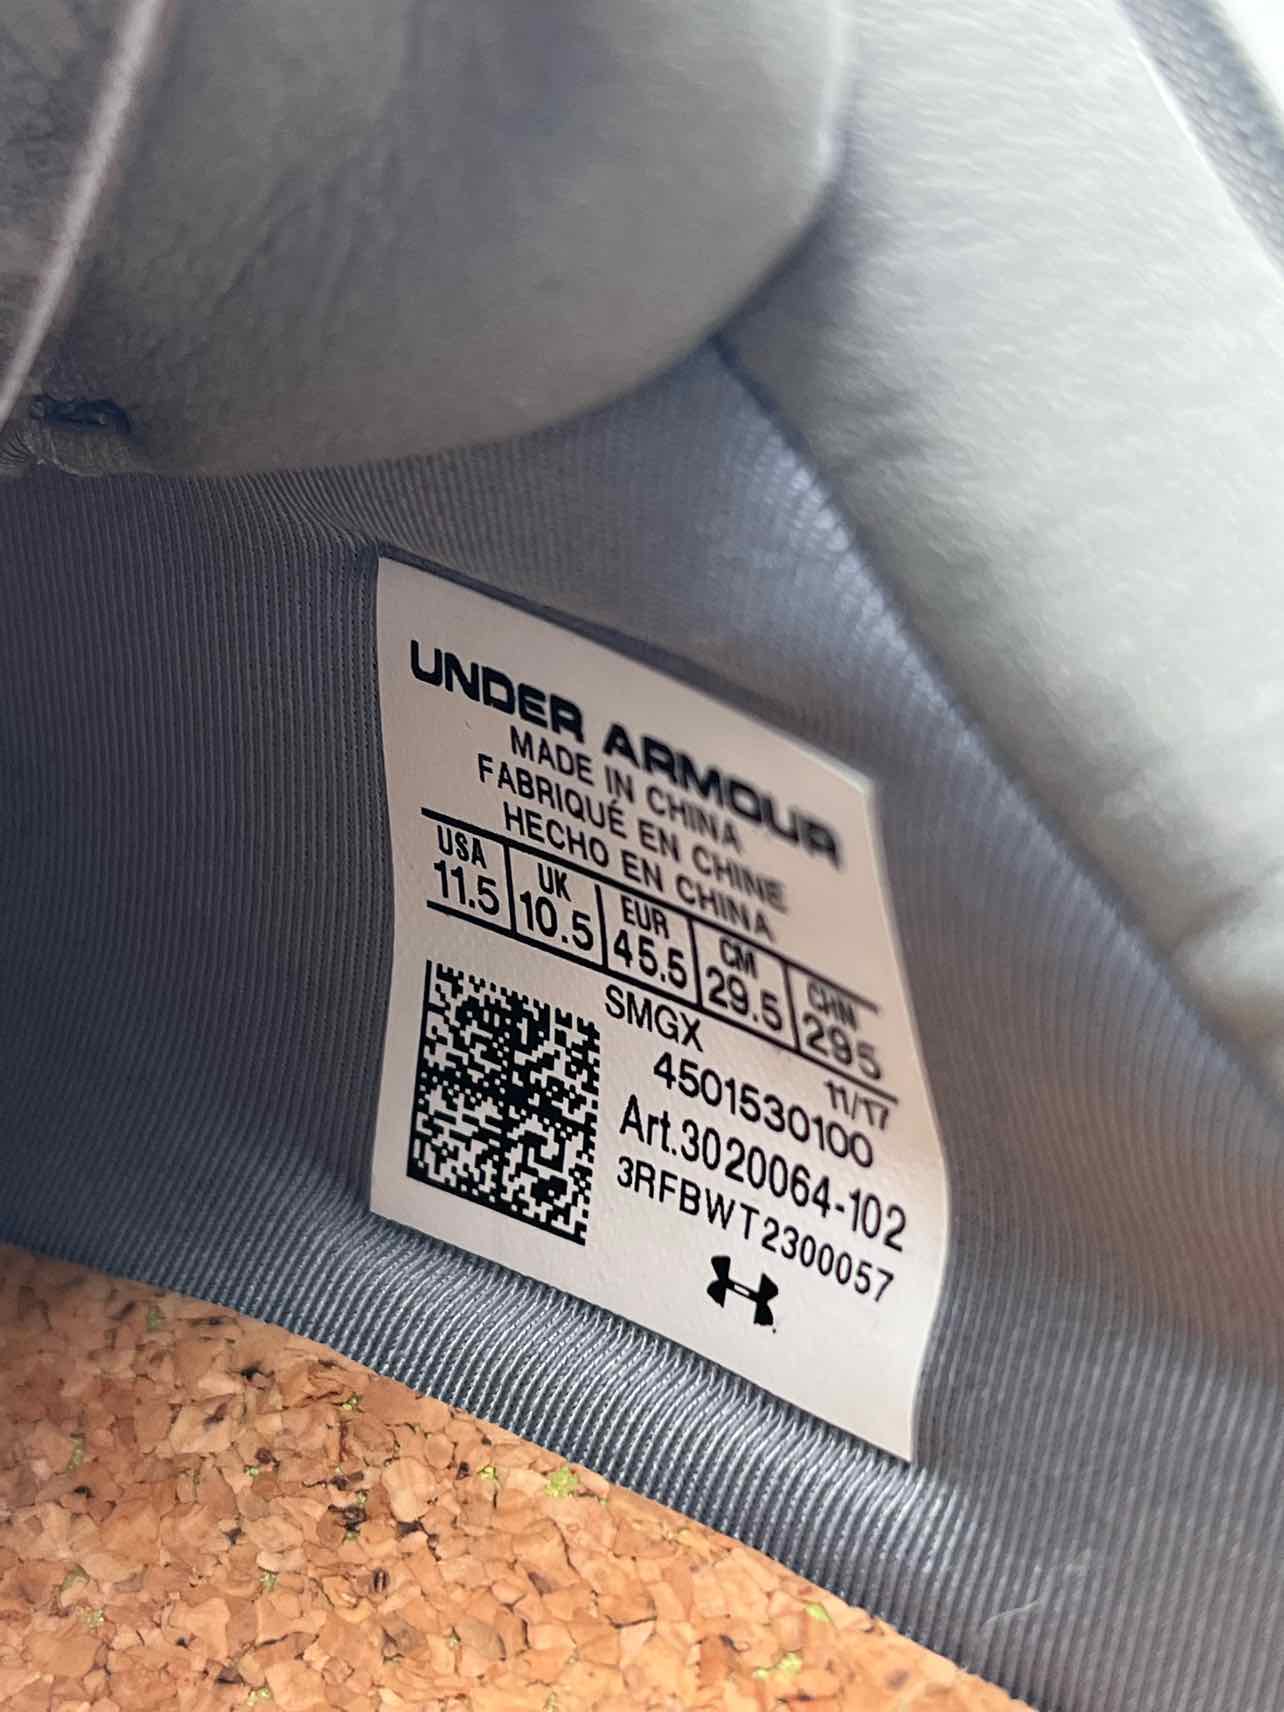 UNDER ARMOUR
MADE IN CHINA
FABRIQUÉ EN CHINE
HECHO EN CHINA
USA UK EUR CM CHN
11.5 10.5 45.5 29.5 295
SMGX 11/17
4501530100
Art.3020064-102
3RFBWT2300057